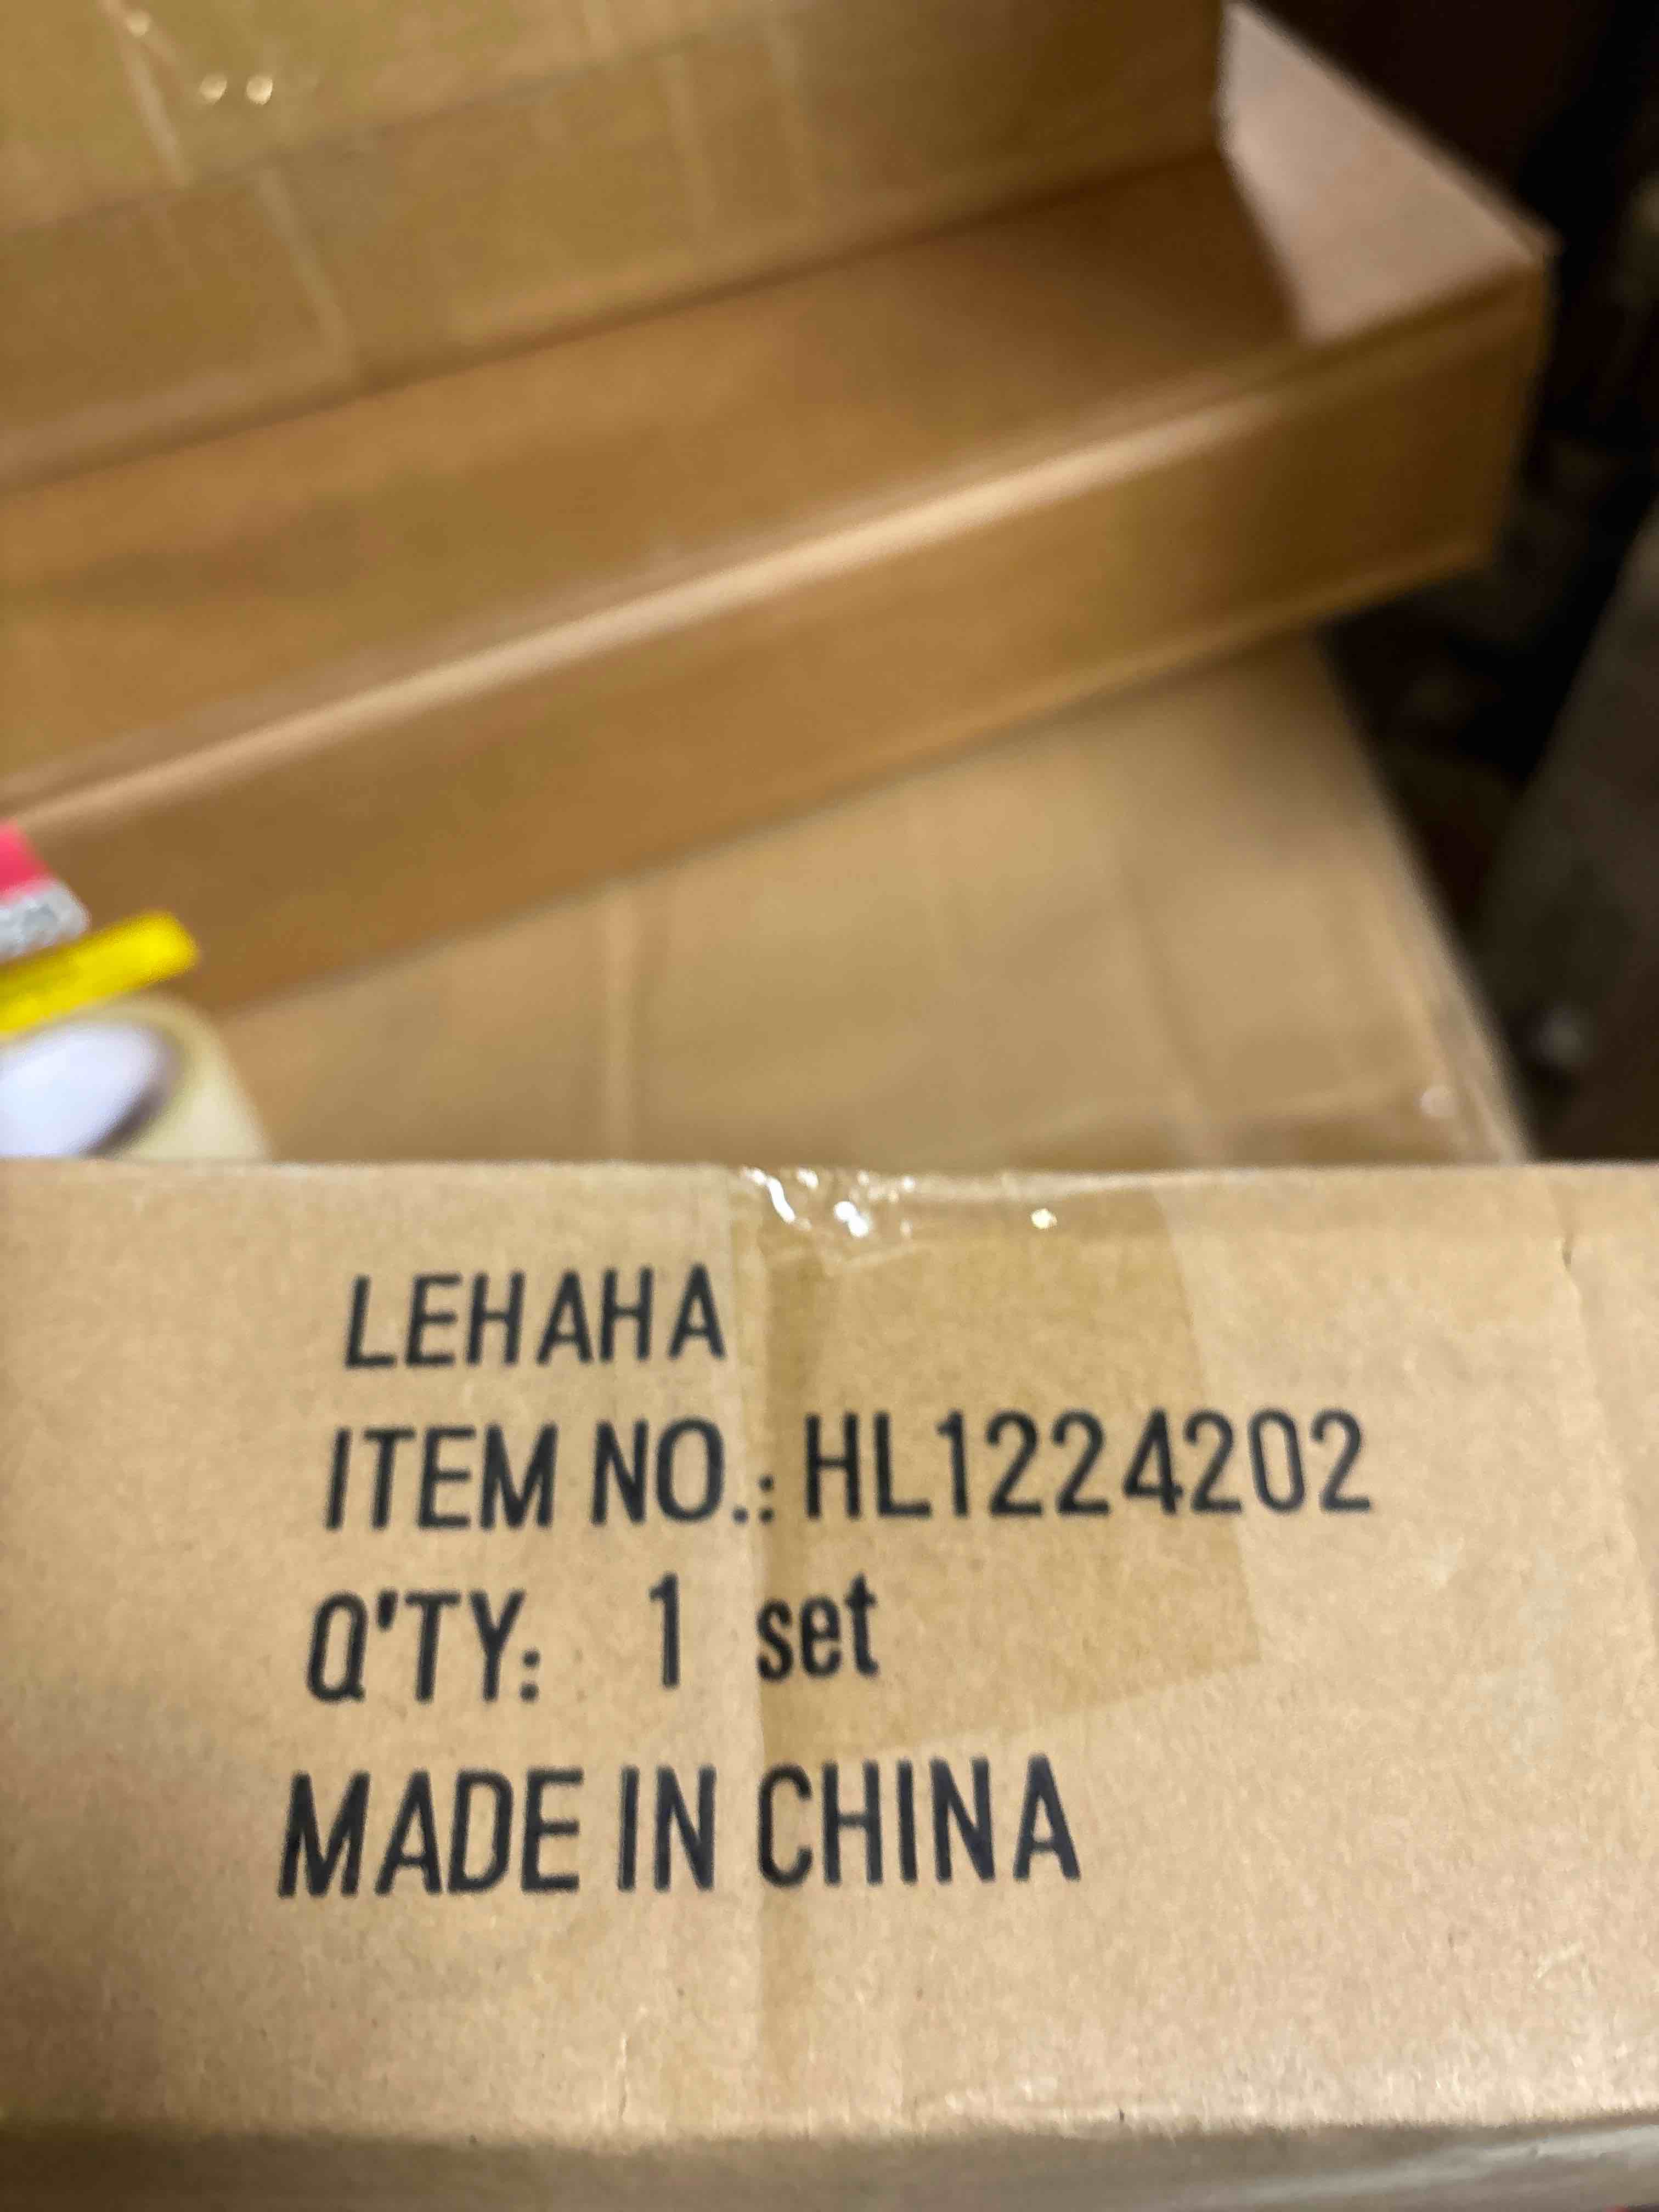 LEHAHA
ITEM NO.: HL1224202
Q'TY: 1 set
MADE IN CHINA